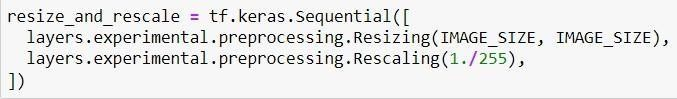 resize_and_rescale = tf.keras.Sequential([
  layers.experimental.preprocessing.Resizing(IMAGE_SIZE, IMAGE_SIZE),
  layers.experimental.preprocessing.Rescaling(1./255),
])